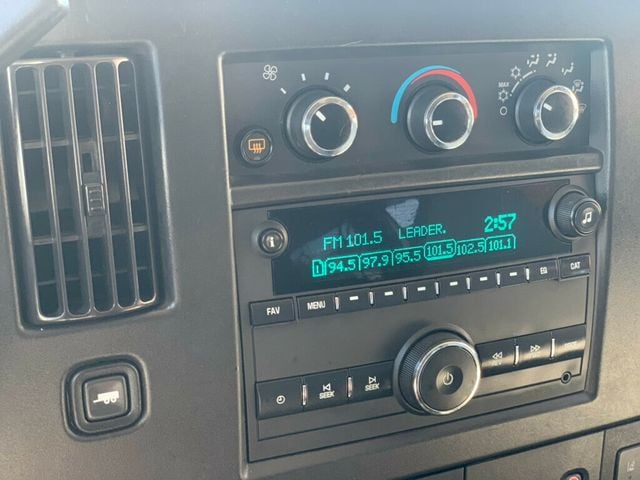 MAX
FM 101.5 LEADER. 2:57
1 94.5 97.9 95.5 101.5 102.5 101.1
FAV MENU EQ CAT
SEEK SEEK